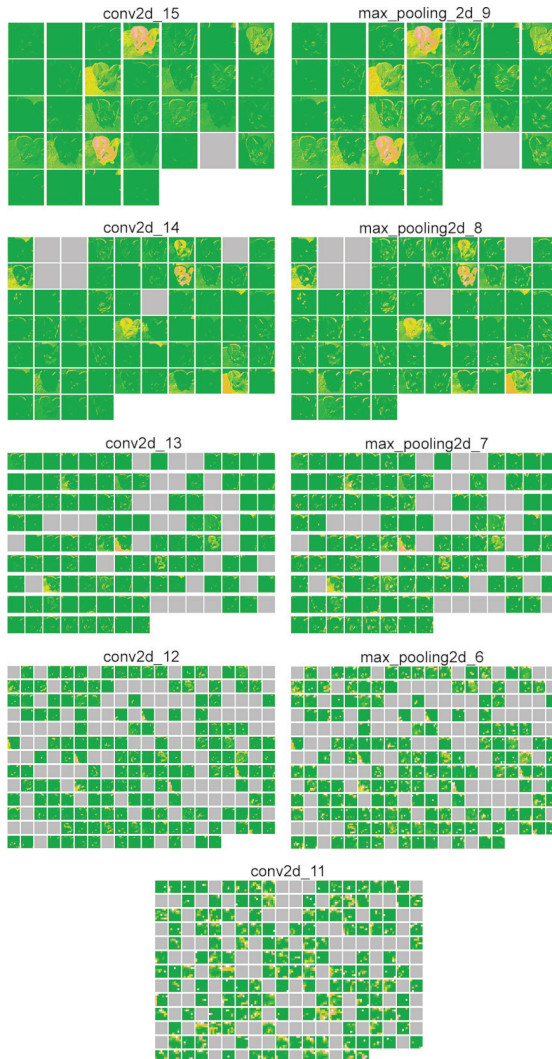 conv2d_15
max_pooling_2d_9
conv2d_14
max_pooling2d_8
conv2d_13
max_pooling2d_7
conv2d_12
max_pooling2d_6
conv2d_11